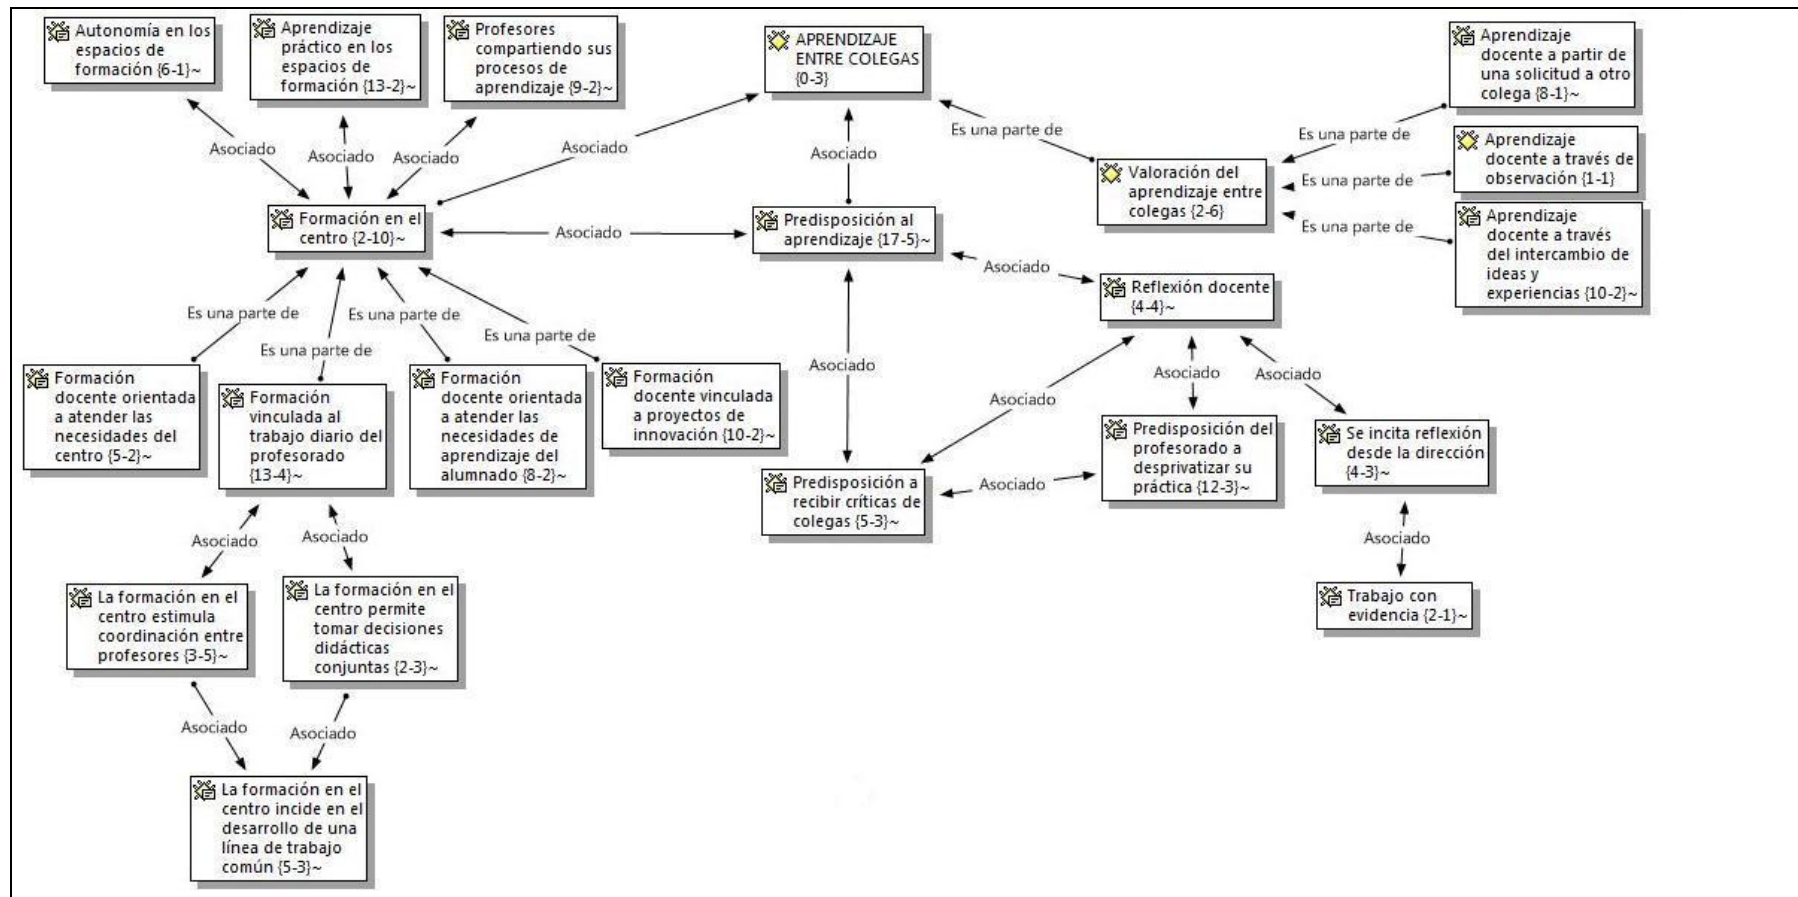 Autonomía en los
espacios de
formación {6-1}~
Aprendizaje
práctico en los
espacios de
formación {13-2}~
Profesores
compartiendo sus
procesos de
aprendizaje {9-2}~
APRENDIZAJE
ENTRE COLEGAS
{0-3}
Aprendizaje
docente a partir de
una solicitud a otro
colega {8-1}~
Asociado
Asociado
Asociado
Asociado
Asociado
Es una parte de
Es una parte de
Aprendizaje
docente a través de
observación {1-1}
Es una parte de
Valoración del
aprendizaje entre
colegas {2-6}
Aprendizaje
docente a través
del intercambio de
ideas y
experiencias {10-2}~
Es una parte de
Formación en el
centro {2-10}~
Asociado
Predisposición al
aprendizaje {17-5}~
Asociado
Reflexión docente
{4-4}~
Es una parte de
Es una parte de
Es una parte de
Es una parte de
Formación
docente orientada
a atender las
necesidades del
centro {5-2}~
Formación
vinculada al
trabajo diario del
profesorado
{13-4}~
Formación
docente orientada
a atender las
necesidades de
aprendizaje del
alumnado {8-2}~
Formación
docente vinculada
a proyectos de
innovación {10-2}~
Asociado
Asociado
Asociado
Asociado
Predisposición a
recibir críticas de
colegas {5-3}~
Asociado
Predisposición del
profesorado a
desprivatizar su
práctica {12-3}~
Se incita reflexión
desde la dirección
{4-3}~
Asociado
Asociado
Asociado
La formación en el
centro estimula
coordinación entre
profesores {3-5}~
La formación en el
centro permite
tomar decisiones
didácticas
conjuntas {2-3}~
Trabajo con
evidencia {2-1}~
Asociado
Asociado
La formación en el
centro incide en el
desarrollo de una
línea de trabajo
común {5-3}~